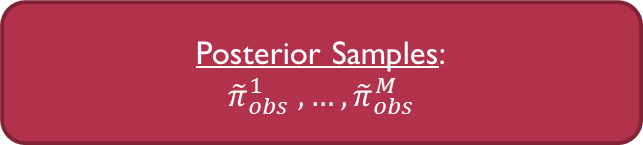 Posterior Samples:
π̃¹ₒᵦₛ , … , π̃ᴹₒᵦₛ